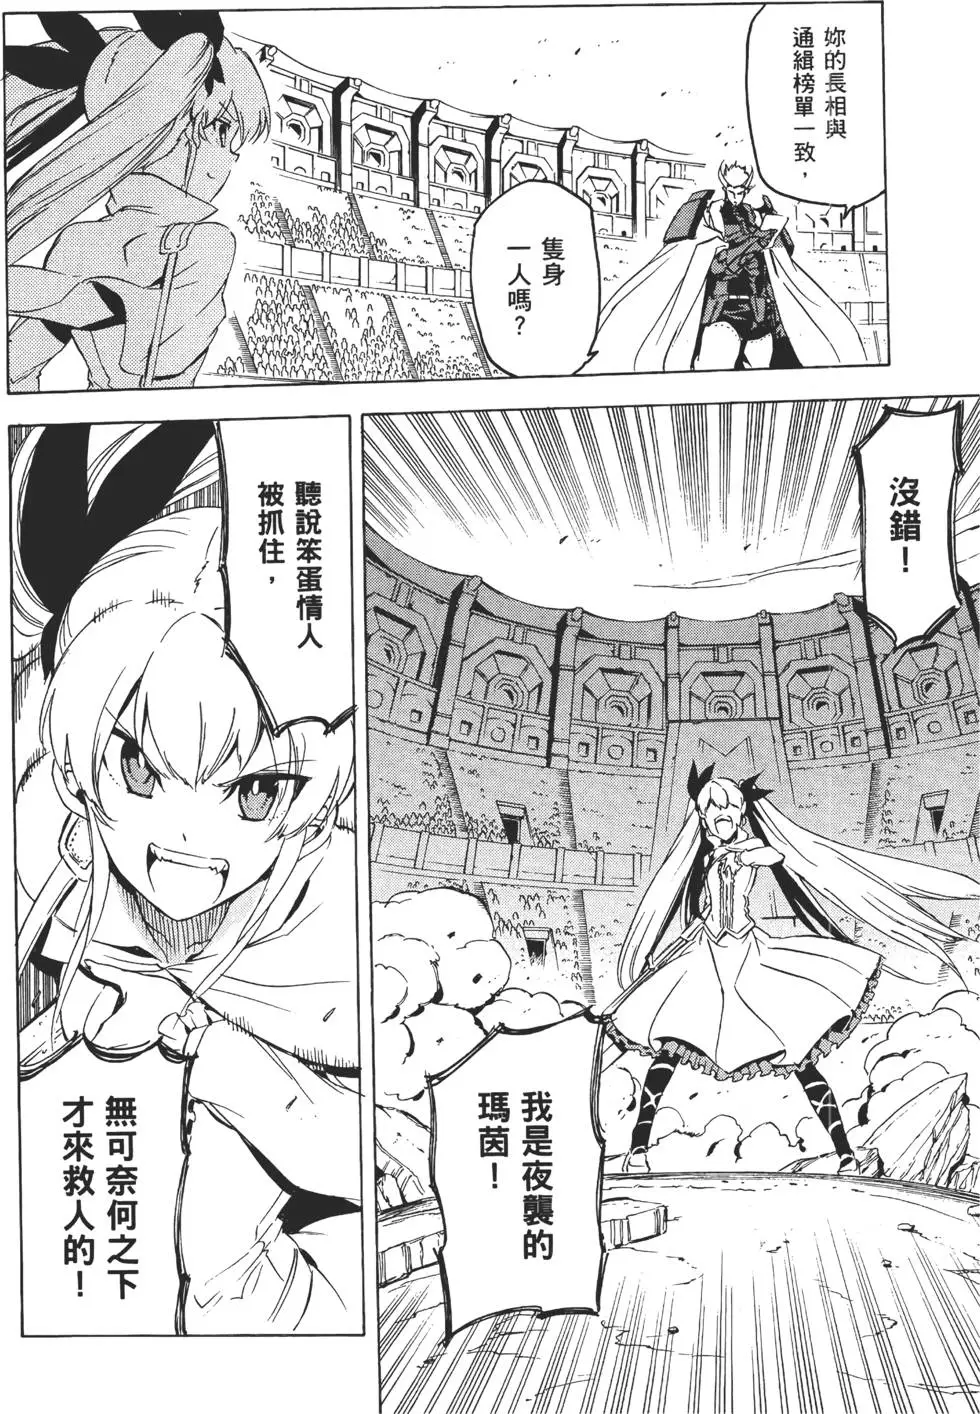 妳的長相與
通緝榜單一致，
隻身
一人嗎？
沒錯！
我是夜襲的
瑪茵！
聽說笨蛋情人
被抓住，
無可奈何之下
才來救人的！